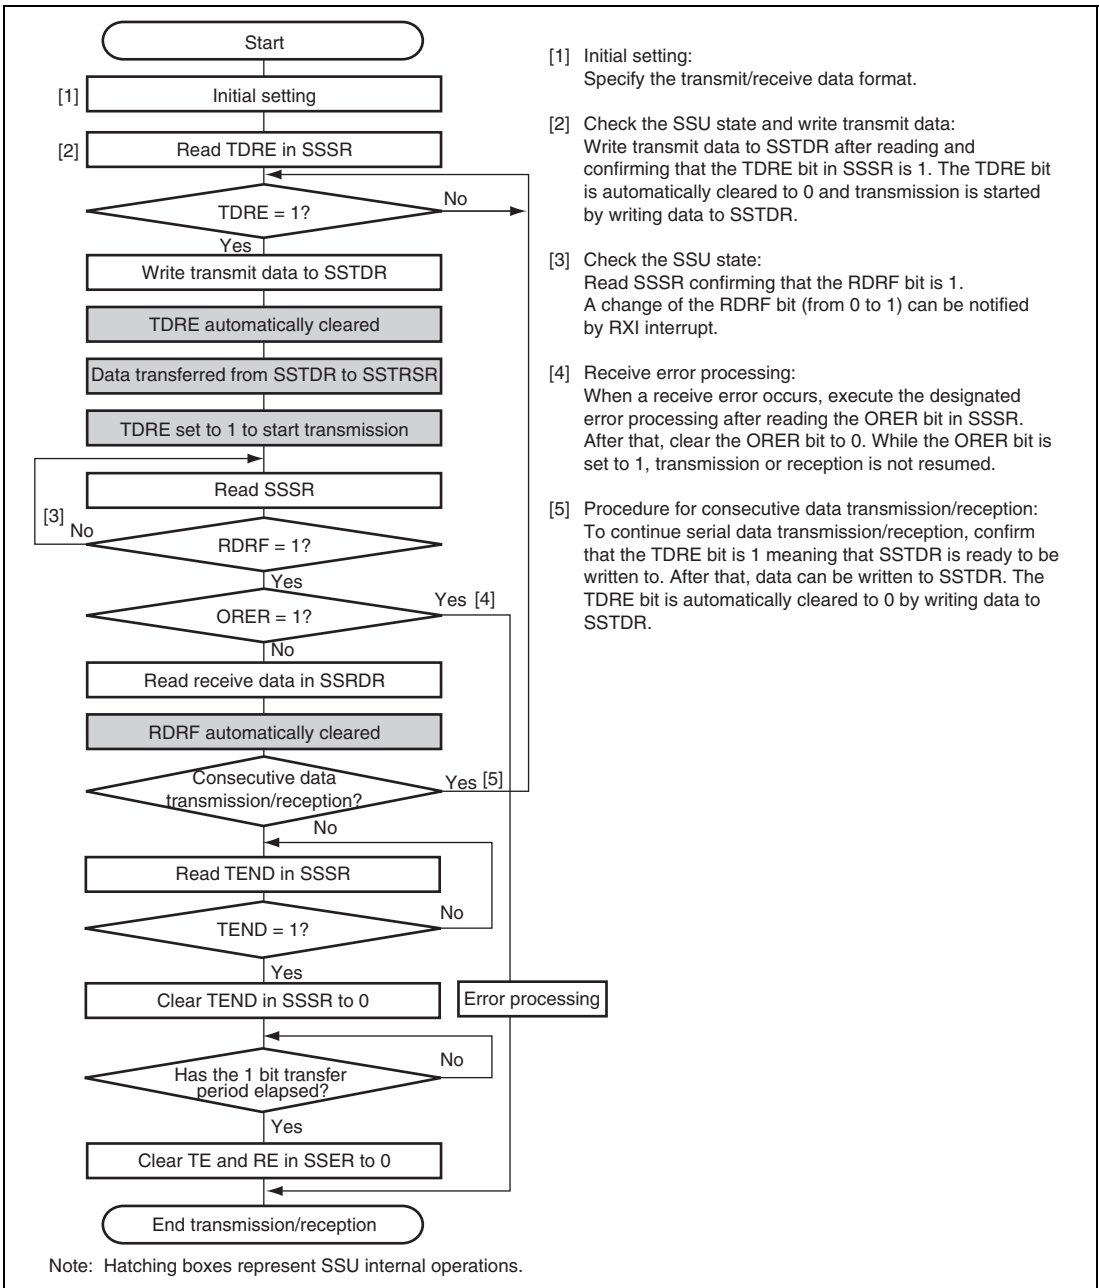 Start
[1] Initial setting
[2] Read TDRE in SSSR
TDRE = 1?
No
Yes
Write transmit data to SSTDR
TDRE automatically cleared
Data transferred from SSTDR to SSTRSR
TDRE set to 1 to start transmission
Read SSSR
[3]
No
RDRF = 1?
Yes
Yes [4]
ORER = 1?
No
Read receive data in SSRDR
RDRF automatically cleared
Consecutive data
transmission/reception?
Yes [5]
No
Read TEND in SSSR
No
TEND = 1?
Yes
Clear TEND in SSSR to 0
Error processing
No
Has the 1 bit transfer
period elapsed?
Yes
Clear TE and RE in SSER to 0
End transmission/reception
Note: Hatching boxes represent SSU internal operations.
[1] Initial setting:
Specify the transmit/receive data format.
[2] Check the SSU state and write transmit data:
Write transmit data to SSTDR after reading and
confirming that the TDRE bit in SSSR is 1. The TDRE bit
is automatically cleared to 0 and transmission is started
by writing data to SSTDR.
[3] Check the SSU state:
Read SSSR confirming that the RDRF bit is 1.
A change of the RDRF bit (from 0 to 1) can be notified
by RXI interrupt.
[4] Receive error processing:
When a receive error occurs, execute the designated
error processing after reading the ORER bit in SSSR.
After that, clear the ORER bit to 0. While the ORER bit is
set to 1, transmission or reception is not resumed.
[5] Procedure for consecutive data transmission/reception:
To continue serial data transmission/reception, confirm
that the TDRE bit is 1 meaning that SSTDR is ready to be
written to. After that, data can be written to SSTDR. The
TDRE bit is automatically cleared to 0 by writing data to
SSTDR.